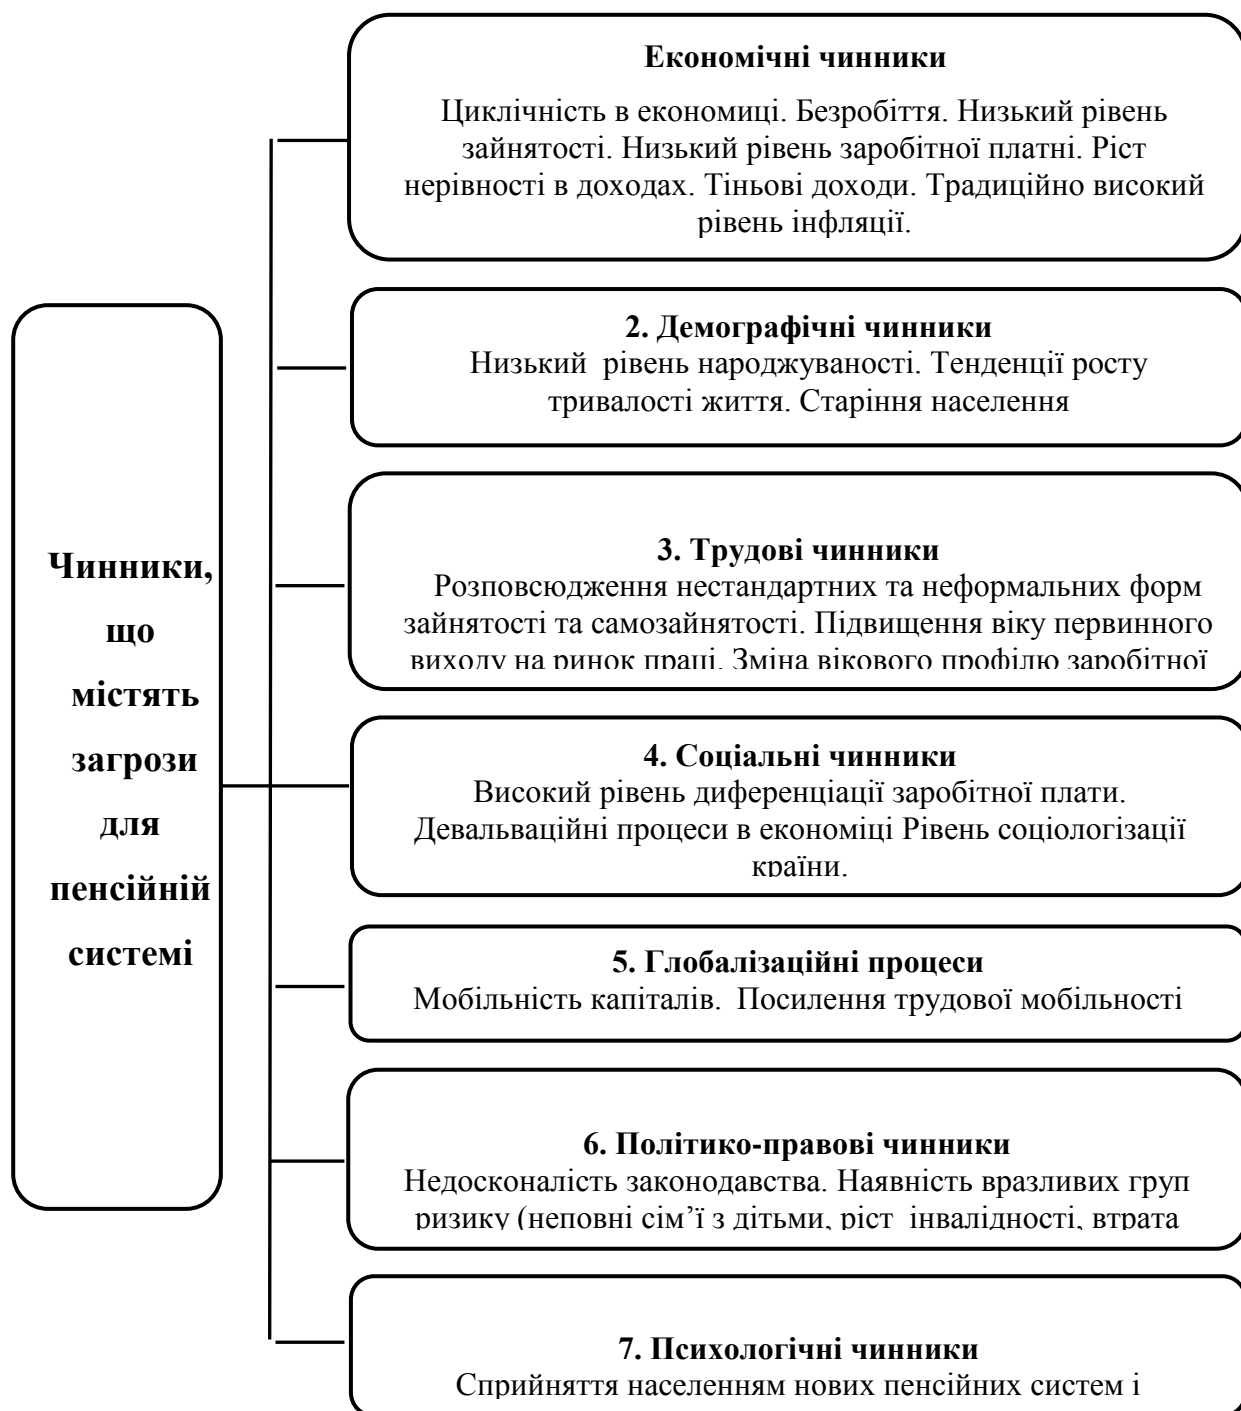 Економічні чинники
Циклічність в економиці. Безробіття. Низький рівень
зайнятості. Низький рівень заробітної платні. Ріст
нерівності в доходах. Тіньові доходи. Традиційно високий
рівень інфляції.
2. Демографічні чинники
Низький рівень народжуваності. Тенденції росту
тривалості життя. Старіння населення
3. Трудові чинники
Розповсюдження нестандартних та неформальних форм
зайнятості та самозайнятості. Підвищення віку первинного
виходу на ринок праці. Зміна вікового профілю заробітної
Чинники,
що
містять
загрози
для
пенсійній
системі
4. Соціальні чинники
Високий рівень диференціації заробітної плати.
Девальваційні процеси в економіці Рівень соціологізації
країни.
5. Глобалізаційні процеси
Мобільність капіталів. Посилення трудової мобільності
6. Політико-правові чинники
Недосконалість законодавства. Наявність вразливих груп
ризику (неповні сім’ї з дітьми, ріст інвалідності, втрата
7. Психологічні чинники
Сприйняття населенням нових пенсійних систем і